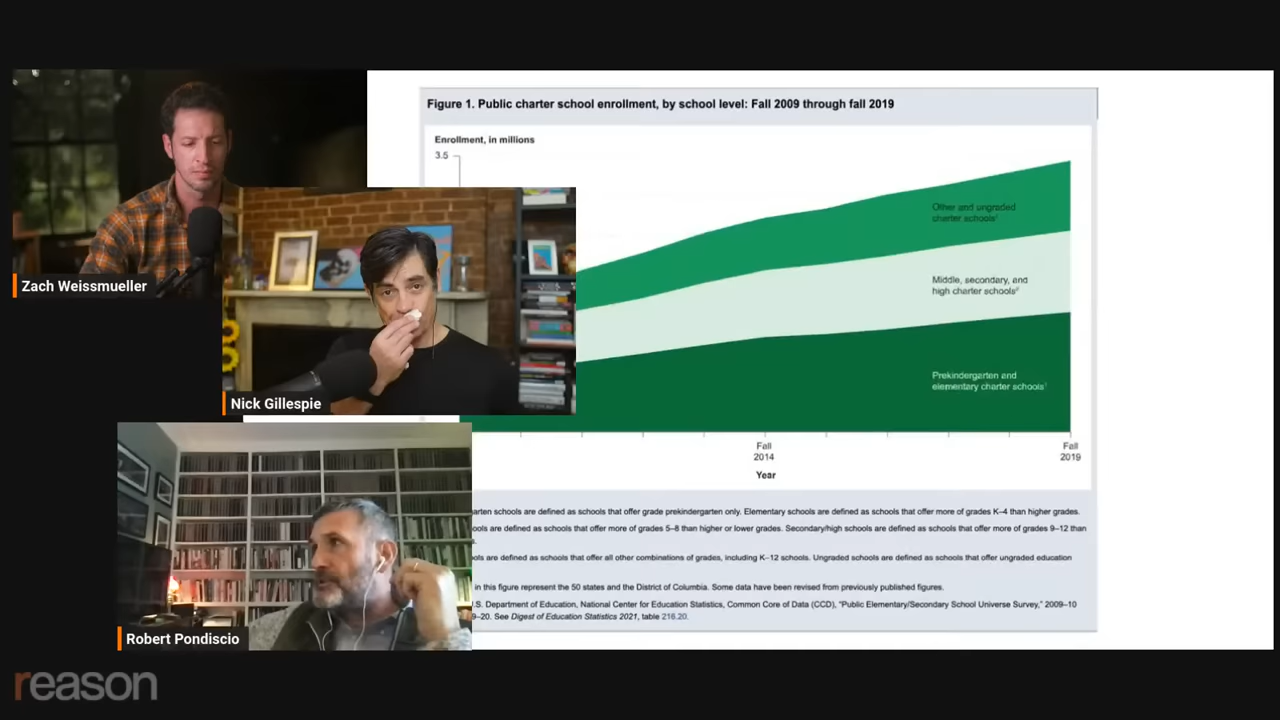 Figure 1. Public charter school enrollment, by school level: Fall 2009 through fall 2019
Enrollment, in millions
3.5
Other and ungraded
charter schools³
Middle, secondary, and
high charter schools²
Prekindergarten and
elementary charter schools¹
Fall
2014
Fall
2019
Year
arten schools are defined as schools that offer grade prekindergarten only. Elementary schools are defined as schools that offer more of grades K–4 than higher grades.
ools are defined as schools that offer more of grades 5–8 than higher or lower grades. Secondary/high schools are defined as schools that offer more of grades 9–12 than
s.
ols are defined as schools that offer all other combinations of grades, including K–12 schools. Ungraded schools are defined as schools that offer ungraded education
in this figure represent the 50 states and the District of Columbia. Some data have been revised from previously published figures.
.S. Department of Education, National Center for Education Statistics, Common Core of Data (CCD), "Public Elementary/Secondary School Universe Survey," 2009–10
9–20. See Digest of Education Statistics 2021, table 216.20.
Zach Weissmueller
Nick Gillespie
Robert Pondiscio
reason